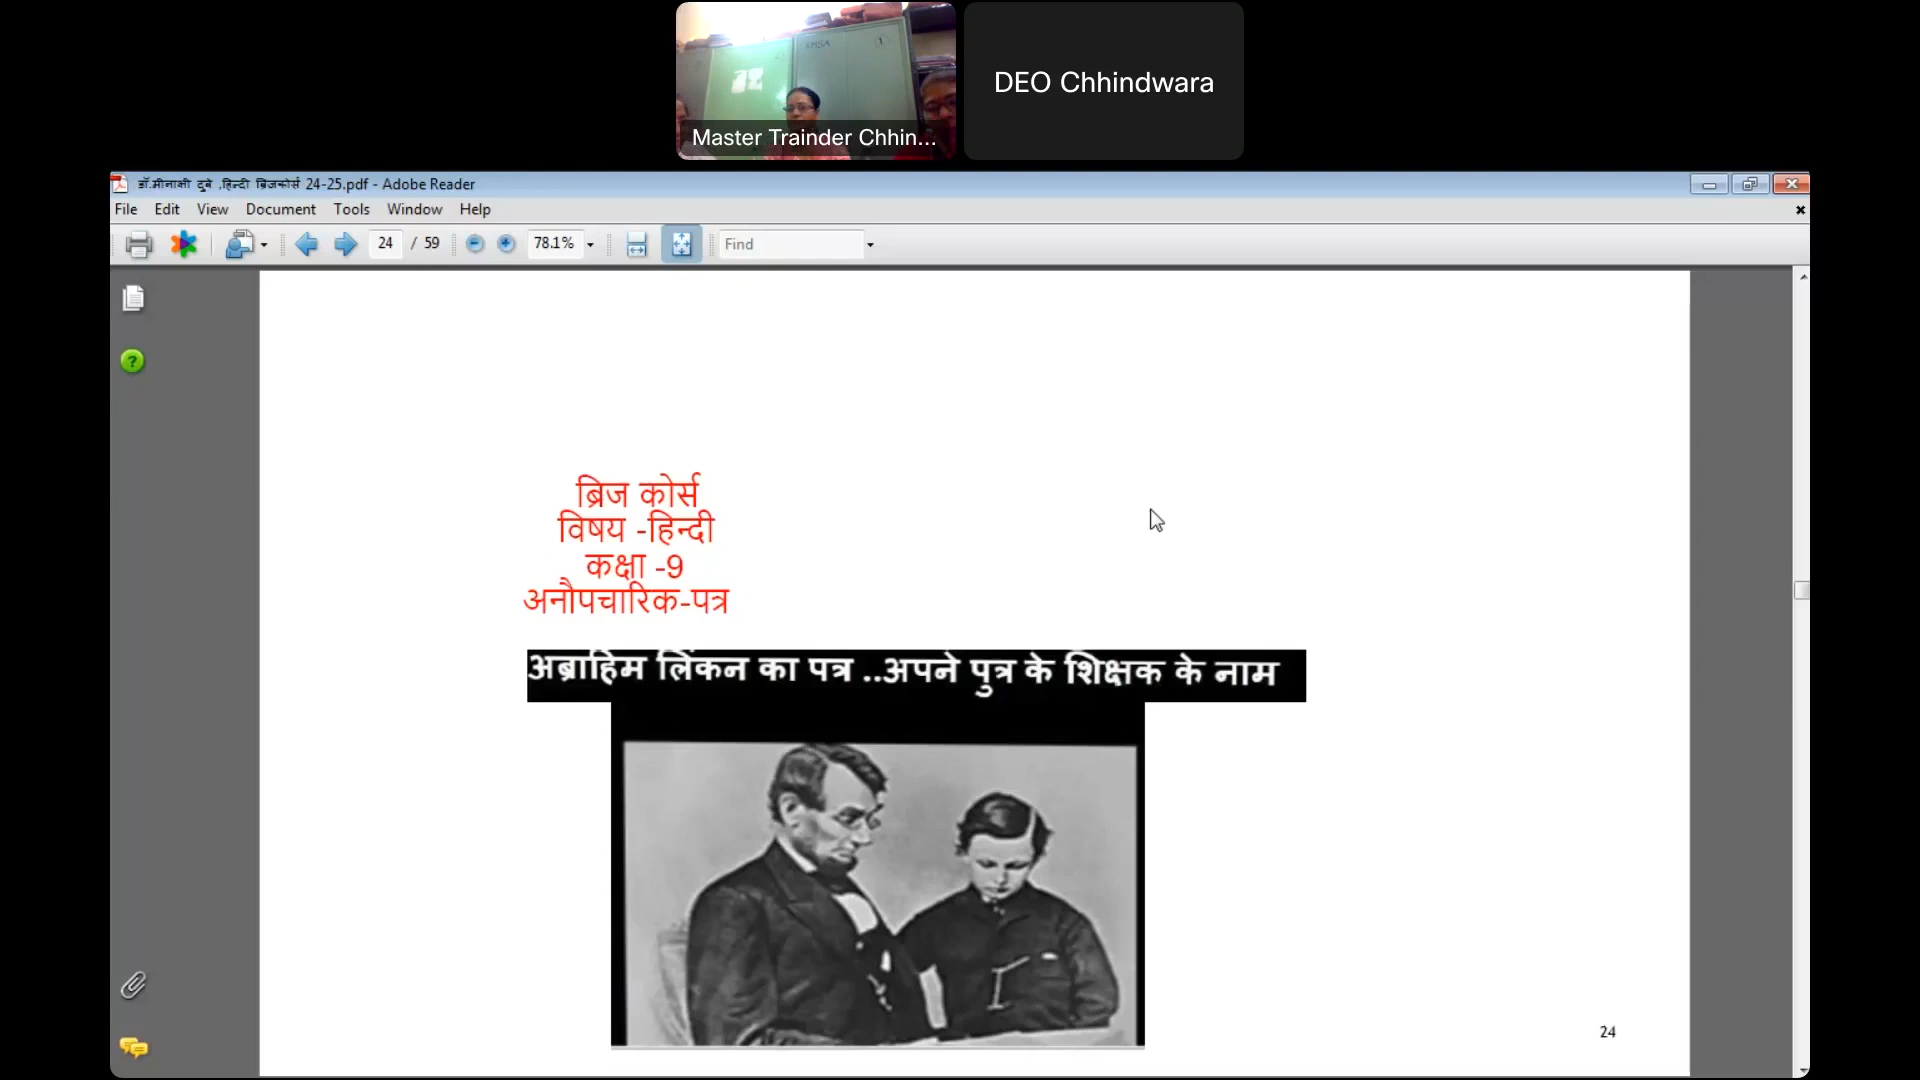 Master Trainder Chhin...
DEO Chhindwara
डॉ.मीनाक्षी दुबे ,हिन्दी ब्रिजकोर्स 24-25.pdf - Adobe Reader
File Edit View Document Tools Window Help
24 / 59 78.1% Find
ब्रिज कोर्स
विषय -हिन्दी
कक्षा -9
अनौपचारिक-पत्र
अब्राहिम लिंकन का पत्र ..अपने पुत्र के शिक्षक के नाम
24